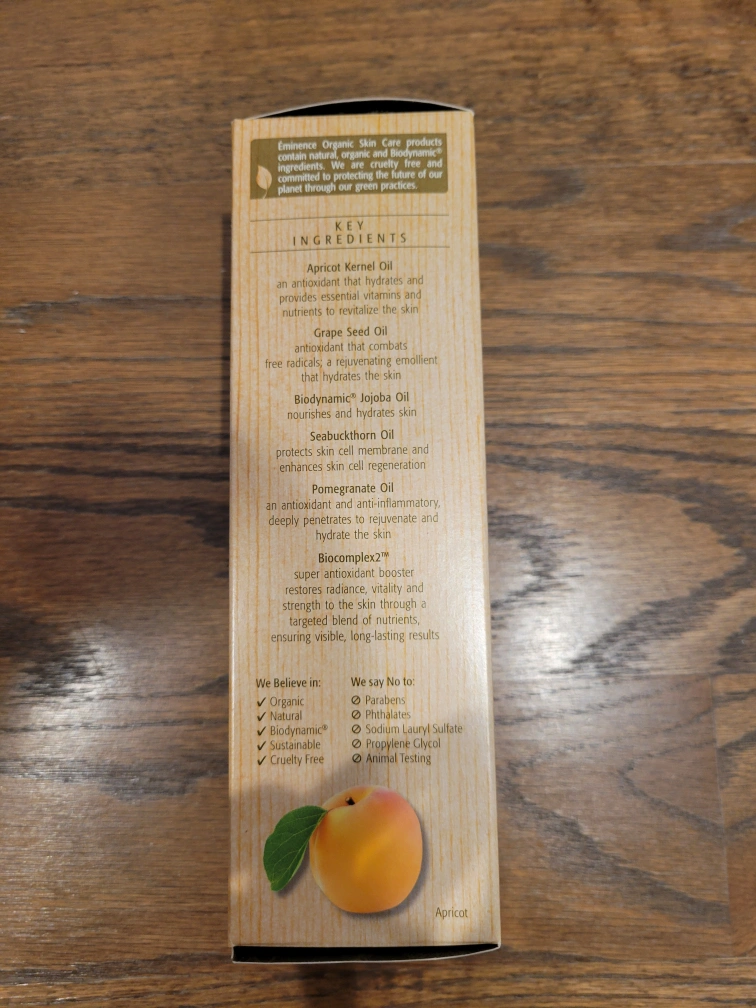 Éminence Organic Skin Care products
contain natural, organic and Biodynamic®
ingredients. We are cruelty free and
committed to protecting the future of our
planet through our green practices.
KEY
INGREDIENTS
Apricot Kernel Oil
an antioxidant that hydrates and
provides essential vitamins and
nutrients to revitalize the skin
Grape Seed Oil
antioxidant that combats
free radicals; a rejuvenating emollient
that hydrates the skin
Biodynamic® Jojoba Oil
nourishes and hydrates skin
Seabuckthorn Oil
protects skin cell membrane and
enhances skin cell regeneration
Pomegranate Oil
an antioxidant and anti-inflammatory,
deeply penetrates to rejuvenate and
hydrate the skin
Biocomplex2™
super antioxidant booster
restores radiance, vitality and
strength to the skin through a
targeted blend of nutrients,
ensuring visible, long-lasting results
We Believe in:
✓ Organic
✓ Natural
✓ Biodynamic®
✓ Sustainable
✓ Cruelty Free
We say No to:
⊘ Parabens
⊘ Phthalates
⊘ Sodium Lauryl Sulfate
⊘ Propylene Glycol
⊘ Animal Testing
Apricot